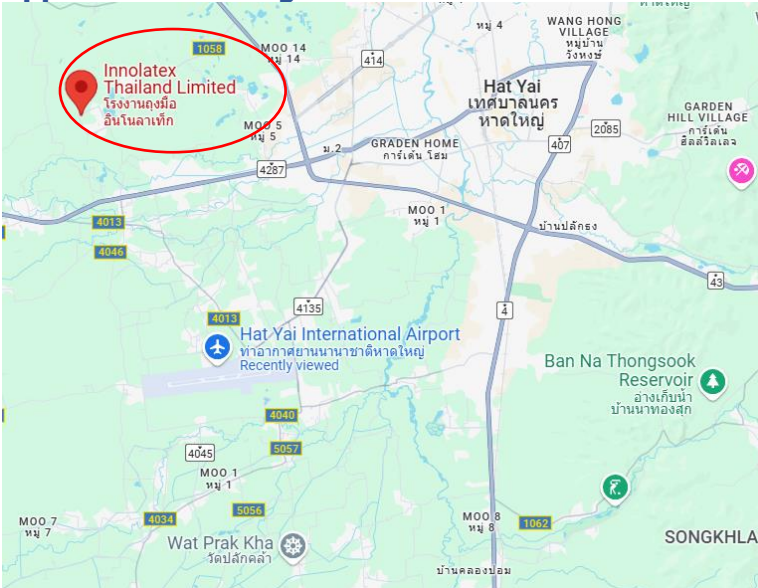 หมู่ 4
WANG HONG
VILLAGE
หมู่บ้าน
วังหงษ์
1058
MOO 14
หมู่ 14
414
Innolatex
Thailand Limited
โรงงานถุงมือ
อินโนลาเท็ก
Hat Yai
เทศบาลนคร
หาดใหญ่
GARDEN
HILL VILLAGE
การ์เด้น
ฮิลล์วิลเลจ
MOO 5
หมู่ 5
ม.2
GRADEN HOME
การ์เด้น โฮม
407
2085
4287
MOO 1
หมู่ 1
บ้านปลักธง
4013
4046
43
4135
4
4013
Hat Yai International Airport
ท่าอากาศยานนานาชาติหาดใหญ่
Recently viewed
Ban Na Thongsook
Reservoir
อ่างเก็บน้ำ
บ้านนาทองสุก
4040
5057
4045
MOO 1
หมู่ 1
5056
4034
MOO 7
หมู่ 7
Wat Prak Kha
วัดปลักคล้า
MOO 8
หมู่ 8
1062
SONGKHLA
บ้านคลองปอม